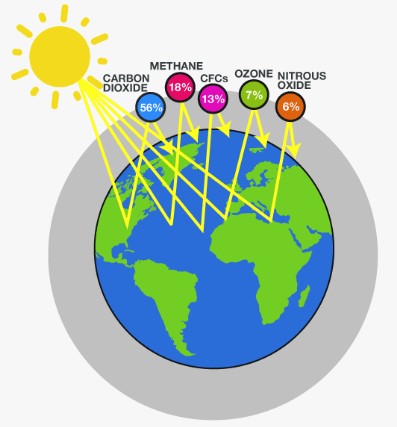 CARBON
DIOXIDE
56%
METHANE
18%
CFCs
13%
OZONE
7%
NITROUS
OXIDE
6%